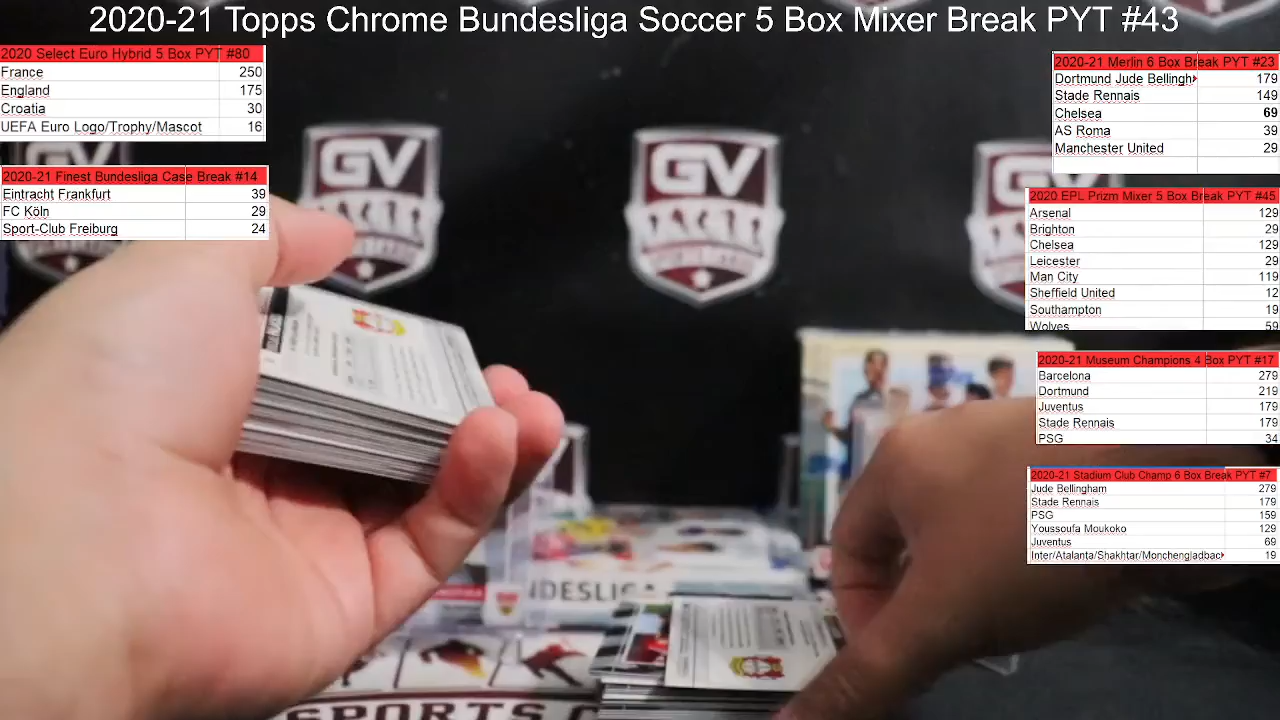 2020-21 Topps Chrome Bundesliga Soccer 5 Box Mixer Break PYT #43
2020 Select Euro Hybrid 5 Box PYT #80
France 250
England 175
Croatia 30
UEFA Euro Logo/Trophy/Mascot 16
2020-21 Finest Bundesliga Case Break #14
Eintracht Frankfurt 39
FC Köln 29
Sport-Club Freiburg 24
2020-21 Merlin 6 Box Break PYT #23
Dortmund Jude Bellingh
179
Stade Rennais 149
Chelsea 69
AS Roma 39
Manchester United 29
2020 EPL Prizm Mixer 5 Box Break PYT #45
Arsenal 129
Brighton 29
Chelsea 129
Leicester 29
Man City 119
Sheffield United 12
Southampton 19
Wolves 59
2020-21 Museum Champions 4 Box PYT #17
Barcelona 279
Dortmund 219
Juventus 179
Stade Rennais 179
PSG 34
2020-21 Stadium Club Champ 6 Box Break PYT #7
Jude Bellingham 279
Stade Rennais 179
PSG 159
Youssoufa Moukoko 129
Juventus 69
Inter/Atalanta/Shakhtar/Monchengladbac 19
GV
GV
GV
NDESLIGA
SPORTS C